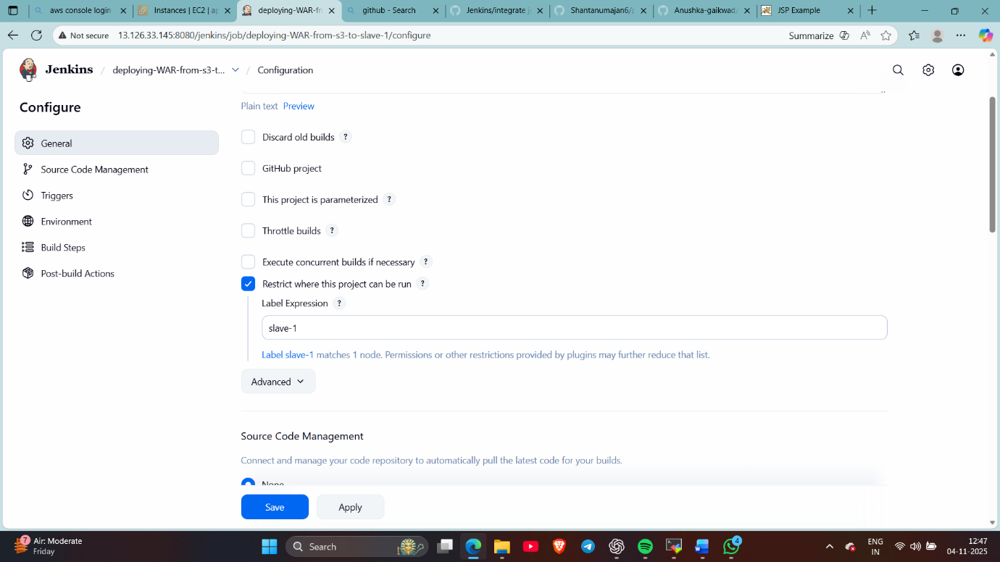 aws console login
Instances | EC2 | ap
deploying-WAR-fr
github - Search
Jenkins/integrate j
Shantanumajan6/p
Anushka-gaikwad/
JSP Example
Not secure
13.126.33.145:8080/jenkins/job/deploying-WAR-from-s3-to-slave-1/configure
Summarize
Jenkins / deploying-WAR-from-s3-t... / Configuration
Configure
General
Source Code Management
Triggers
Environment
Build Steps
Post-build Actions
Plain text Preview
Discard old builds ?
GitHub project
This project is parameterized ?
Throttle builds ?
Execute concurrent builds if necessary ?
Restrict where this project can be run ?
Label Expression ?
slave-1
Label slave-1 matches 1 node. Permissions or other restrictions provided by plugins may further reduce that list.
Advanced
Source Code Management
Connect and manage your code repository to automatically pull the latest code for your builds.
None
Save
Apply
7
Air: Moderate
Friday
Search
4
ENG
IN
12:47
04-11-2025